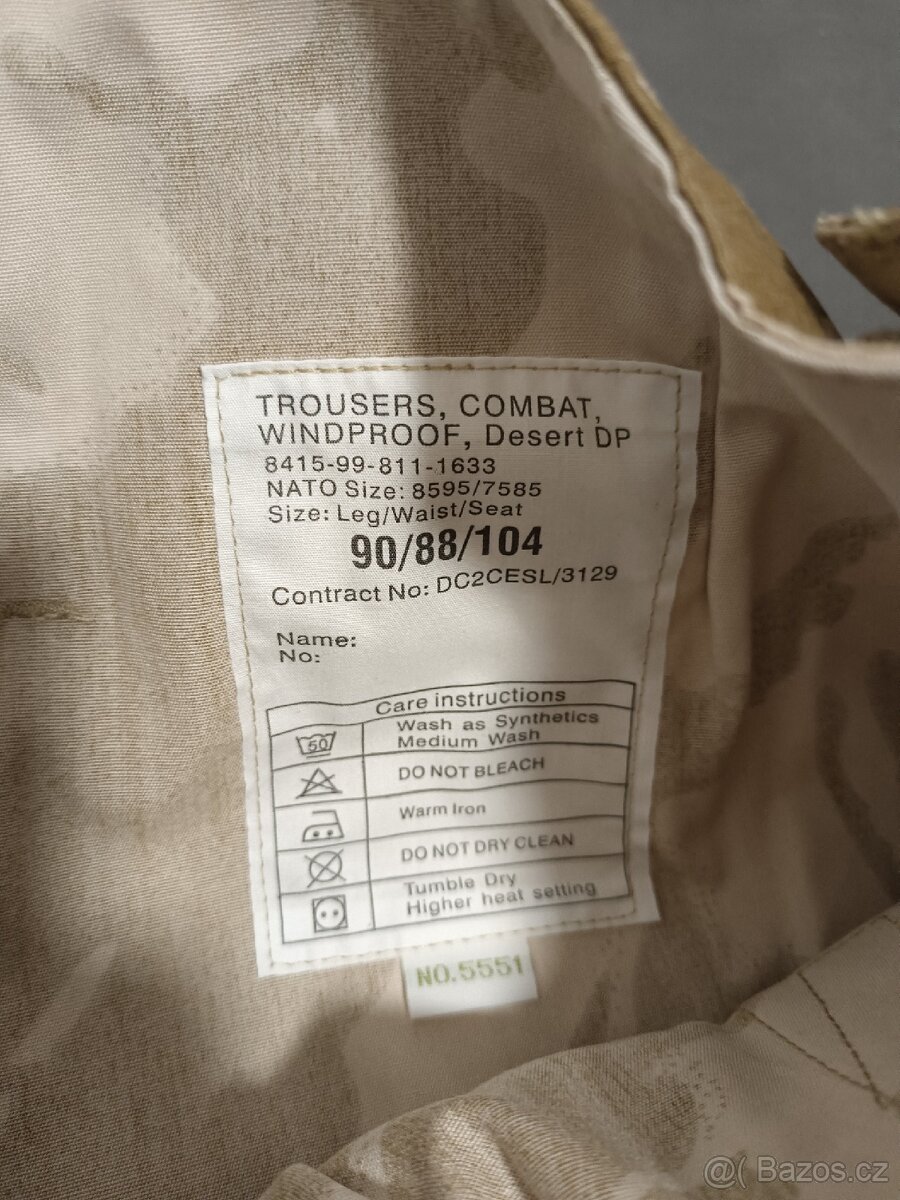 TROUSERS, COMBAT,
WINDPROOF, Desert DP
8415-99-811-1633
NATO Size: 8595/7585
Size: Leg/Waist/Seat
90/88/104
Contract No: DC2CESL/3129
Name:
No:
Care instructions
50
Wash as Synthetics
Medium Wash
DO NOT BLEACH
Warm Iron
DO NOT DRY CLEAN
Tumble Dry
Higher heat setting
NO.5551
@( Bazos.cz